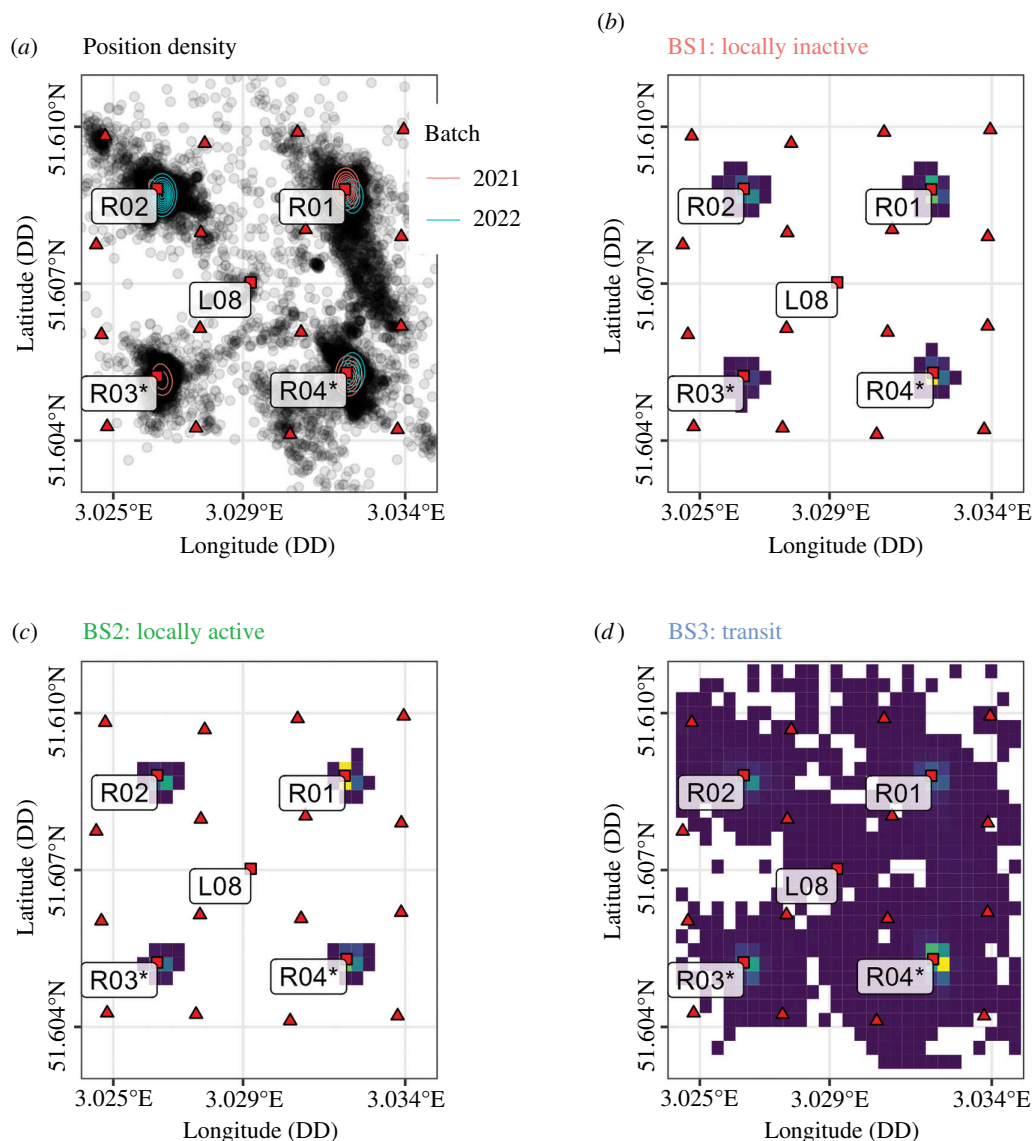 (a) Position density
51.610°N
51.607°N
51.604°N
Latitude (DD)
R02
R01
L08
R03*
R04*
Batch
2021
2022
3.025°E 3.029°E 3.034°E
Longitude (DD)
(b) BS1: locally inactive
51.610°N
51.607°N
51.604°N
Latitude (DD)
R02
R01
L08
R03*
R04*
3.025°E 3.029°E 3.034°E
Longitude (DD)
(c) BS2: locally active
51.610°N
51.607°N
51.604°N
Latitude (DD)
R02
R01
L08
R03*
R04*
3.025°E 3.029°E 3.034°E
Longitude (DD)
(d) BS3: transit
51.610°N
51.607°N
51.604°N
Latitude (DD)
R02
R01
L08
R03*
R04*
3.025°E 3.029°E 3.034°E
Longitude (DD)